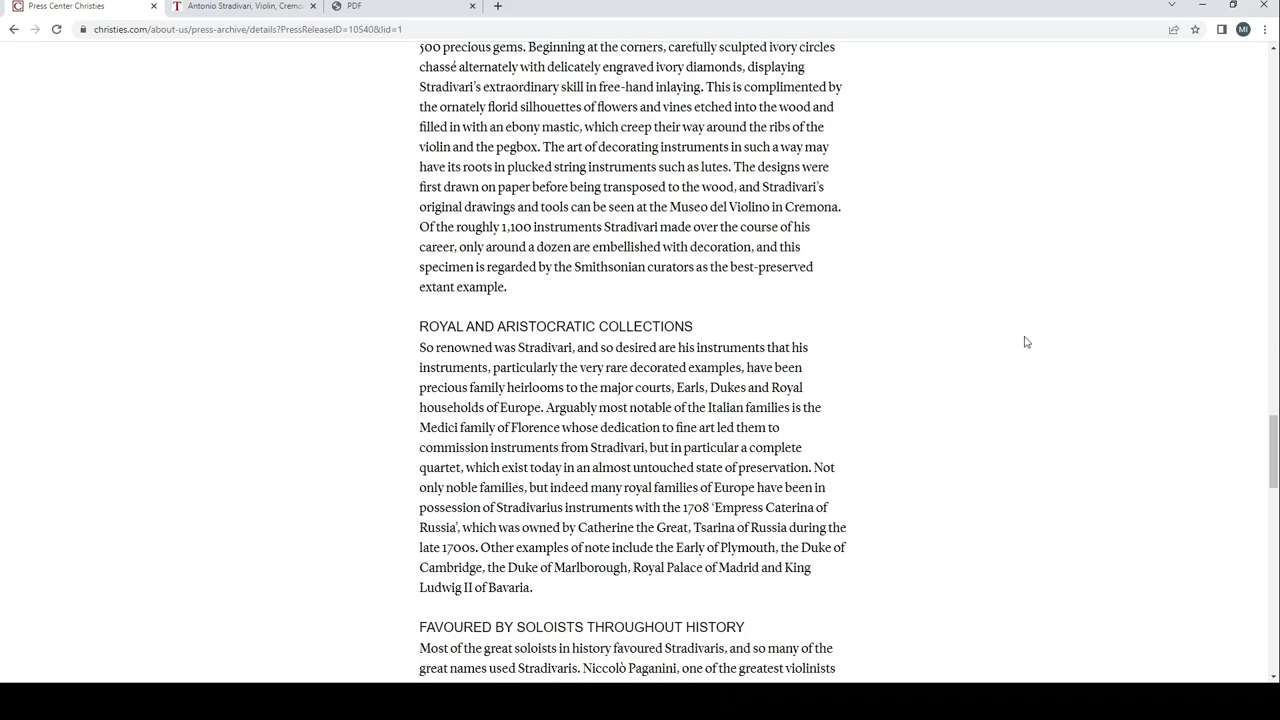 Press Center Christies
Antonio Stradivari, Violin, Cremo
PDF
christies.com/about-us/press-archive/details?PressReleaseID=10540&lid=1
MI
500 precious gems. Beginning at the corners, carefully sculpted ivory circles
chassé alternately with delicately engraved ivory diamonds, displaying
Stradivari's extraordinary skill in free-hand inlaying. This is complimented by
the ornately florid silhouettes of flowers and vines etched into the wood and
filled in with an ebony mastic, which creep their way around the ribs of the
violin and the pegbox. The art of decorating instruments in such a way may
have its roots in plucked string instruments such as lutes. The designs were
first drawn on paper before being transposed to the wood, and Stradivari's
original drawings and tools can be seen at the Museo del Violino in Cremona.
Of the roughly 1,100 instruments Stradivari made over the course of his
career, only around a dozen are embellished with decoration, and this
specimen is regarded by the Smithsonian curators as the best-preserved
extant example.
ROYAL AND ARISTOCRATIC COLLECTIONS
So renowned was Stradivari, and so desired are his instruments that his
instruments, particularly the very rare decorated examples, have been
precious family heirlooms to the major courts, Earls, Dukes and Royal
households of Europe. Arguably most notable of the Italian families is the
Medici family of Florence whose dedication to fine art led them to
commission instruments from Stradivari, but in particular a complete
quartet, which exist today in an almost untouched state of preservation. Not
only noble families, but indeed many royal families of Europe have been in
possession of Stradivarius instruments with the 1708 ‘Empress Caterina of
Russia’, which was owned by Catherine the Great, Tsarina of Russia during the
late 1700s. Other examples of note include the Early of Plymouth, the Duke of
Cambridge, the Duke of Marlborough, Royal Palace of Madrid and King
Ludwig II of Bavaria.
FAVOURED BY SOLOISTS THROUGHOUT HISTORY
Most of the great soloists in history favoured Stradivaris, and so many of the
great names used Stradivaris. Niccolò Paganini, one of the greatest violinists